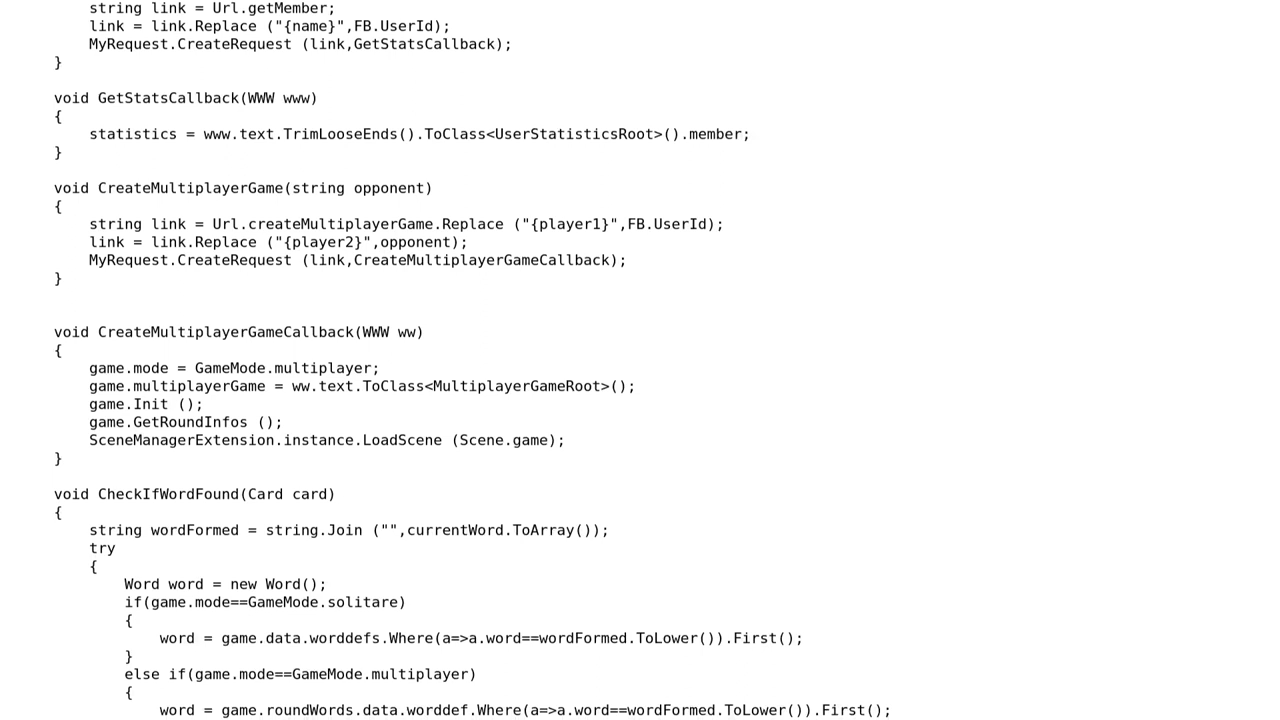 string link = Url.getMember;
link = link.Replace ("{name}",FB.UserId);
MyRequest.CreateRequest (link,GetStatsCallback);
}
void GetStatsCallback(WWW www)
{
statistics = www.text.TrimLooseEnds().ToClass<UserStatisticsRoot>().member;
}
void CreateMultiplayerGame(string opponent)
{
string link = Url.createMultiplayerGame.Replace ("{player1}",FB.UserId);
link = link.Replace ("{player2}",opponent);
MyRequest.CreateRequest (link,CreateMultiplayerGameCallback);
}
void CreateMultiplayerGameCallback(WWW ww)
{
game.mode = GameMode.multiplayer;
game.multiplayerGame = ww.text.ToClass<MultiplayerGameRoot>();
game.Init ();
game.GetRoundInfos ();
SceneManagerExtension.instance.LoadScene (Scene.game);
}
void CheckIfWordFound(Card card)
{
string wordFormed = string.Join ("",currentWord.ToArray());
try
{
Word word = new Word();
if(game.mode==GameMode.solitare)
{
word = game.data.worddefs.Where(a=>a.word==wordFormed.ToLower()).First();
}
else if(game.mode==GameMode.multiplayer)
{
word = game.roundWords.data.worddef.Where(a=>a.word==wordFormed.ToLower()).First();